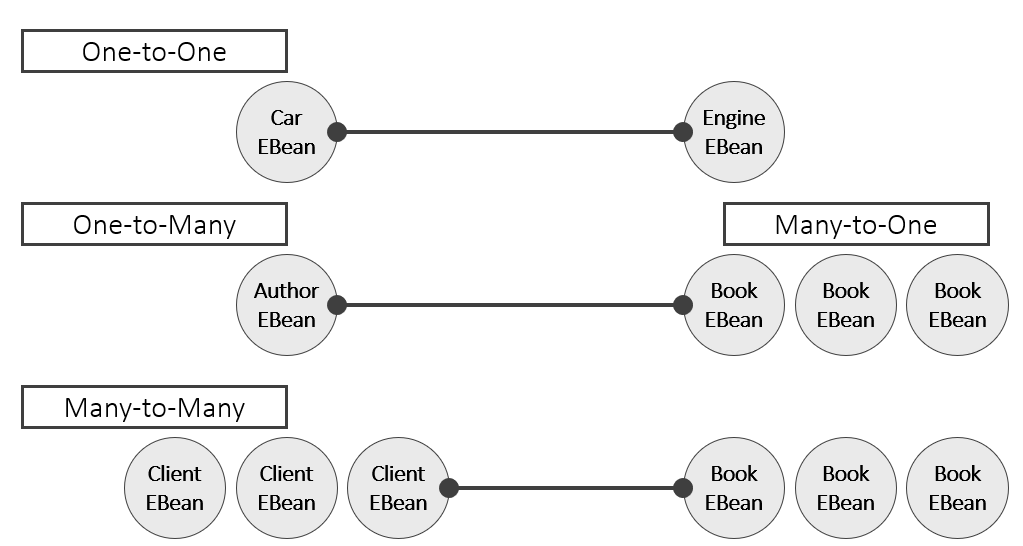 One-to-One
Car
EBean
Engine
EBean
One-to-Many
Many-to-One
Author
EBean
Book
EBean
Book
EBean
Book
EBean
Many-to-Many
Client
EBean
Client
EBean
Client
EBean
Book
EBean
Book
EBean
Book
EBean